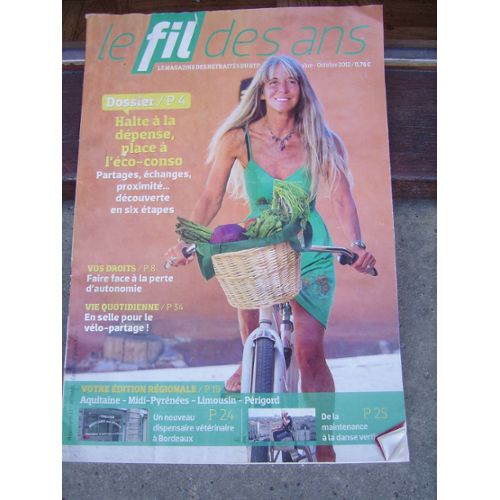 le fil des ans
LE MAGAZINE DES RETRAITÉS DU BTP
Octobre 2012 / 0,76 €
Dossier / P 4
Halte à la
dépense,
place à
l'éco-conso
Partages, échanges,
proximité...
découverte
en six étapes
VOS DROITS / P 8
Faire face à la perte
d'autonomie
VIE QUOTIDIENNE / P 34
En selle pour le
vélo-partage !
VOTRE ÉDITION RÉGIONALE / P 19
Aquitaine - Midi-Pyrénées - Limousin - Périgord
P 24
Un nouveau
dispensaire vétérinaire
à Bordeaux
P 25
De la
maintenance
à la danse